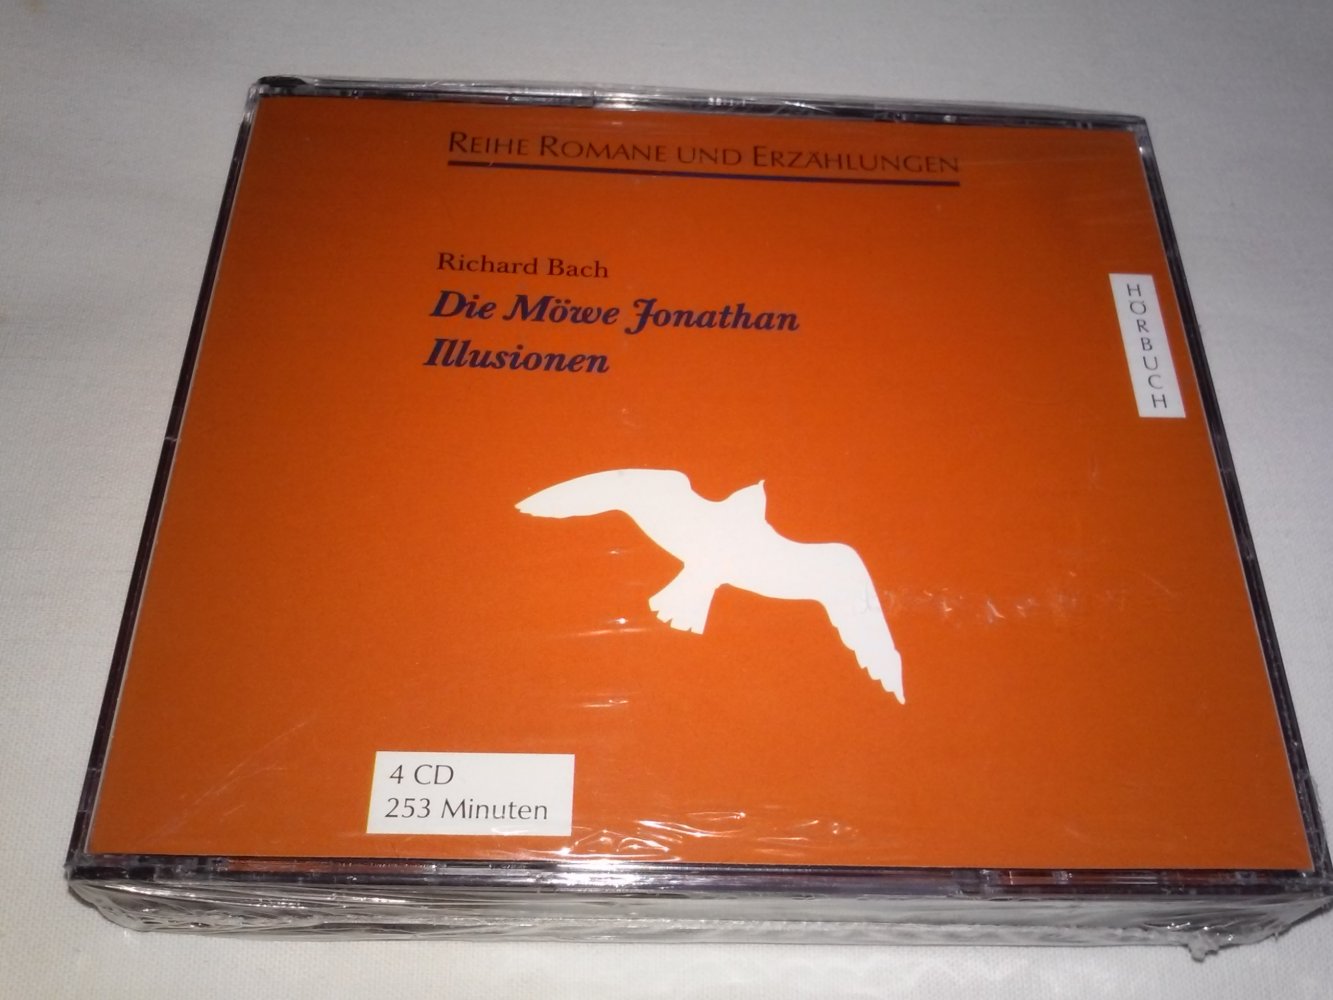 REIHE ROMANE UND ERZÄHLUNGEN
Richard Bach
Die Möwe Jonathan
Illusionen
HÖRBUCH
4 CD
253 Minuten